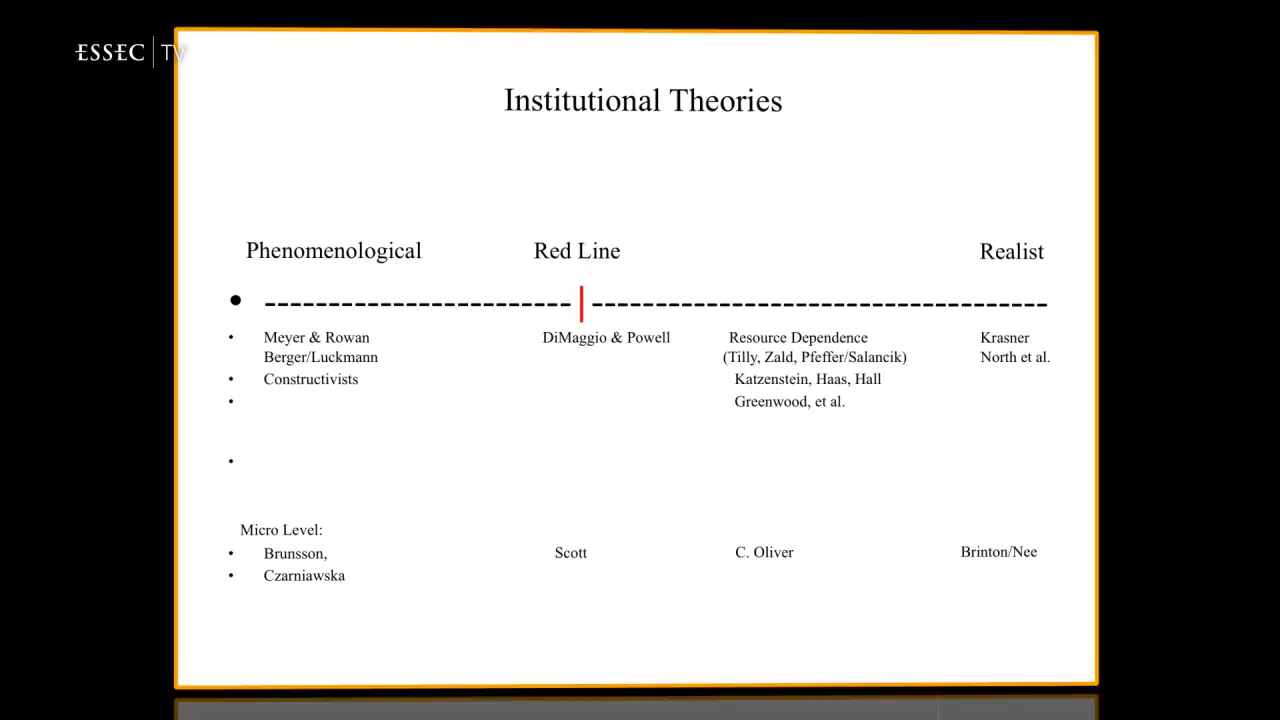 ESSEC TV
Institutional Theories
Phenomenological Red Line Realist
Meyer & Rowan DiMaggio & Powell Resource Dependence Krasner
Berger/Luckmann (Tilly, Zald, Pfeffer/Salancik) North et al.
Constructivists Katzenstein, Haas, Hall
Greenwood, et al.
Micro Level:
Brunsson, Scott C. Oliver Brinton/Nee
Czarniawska